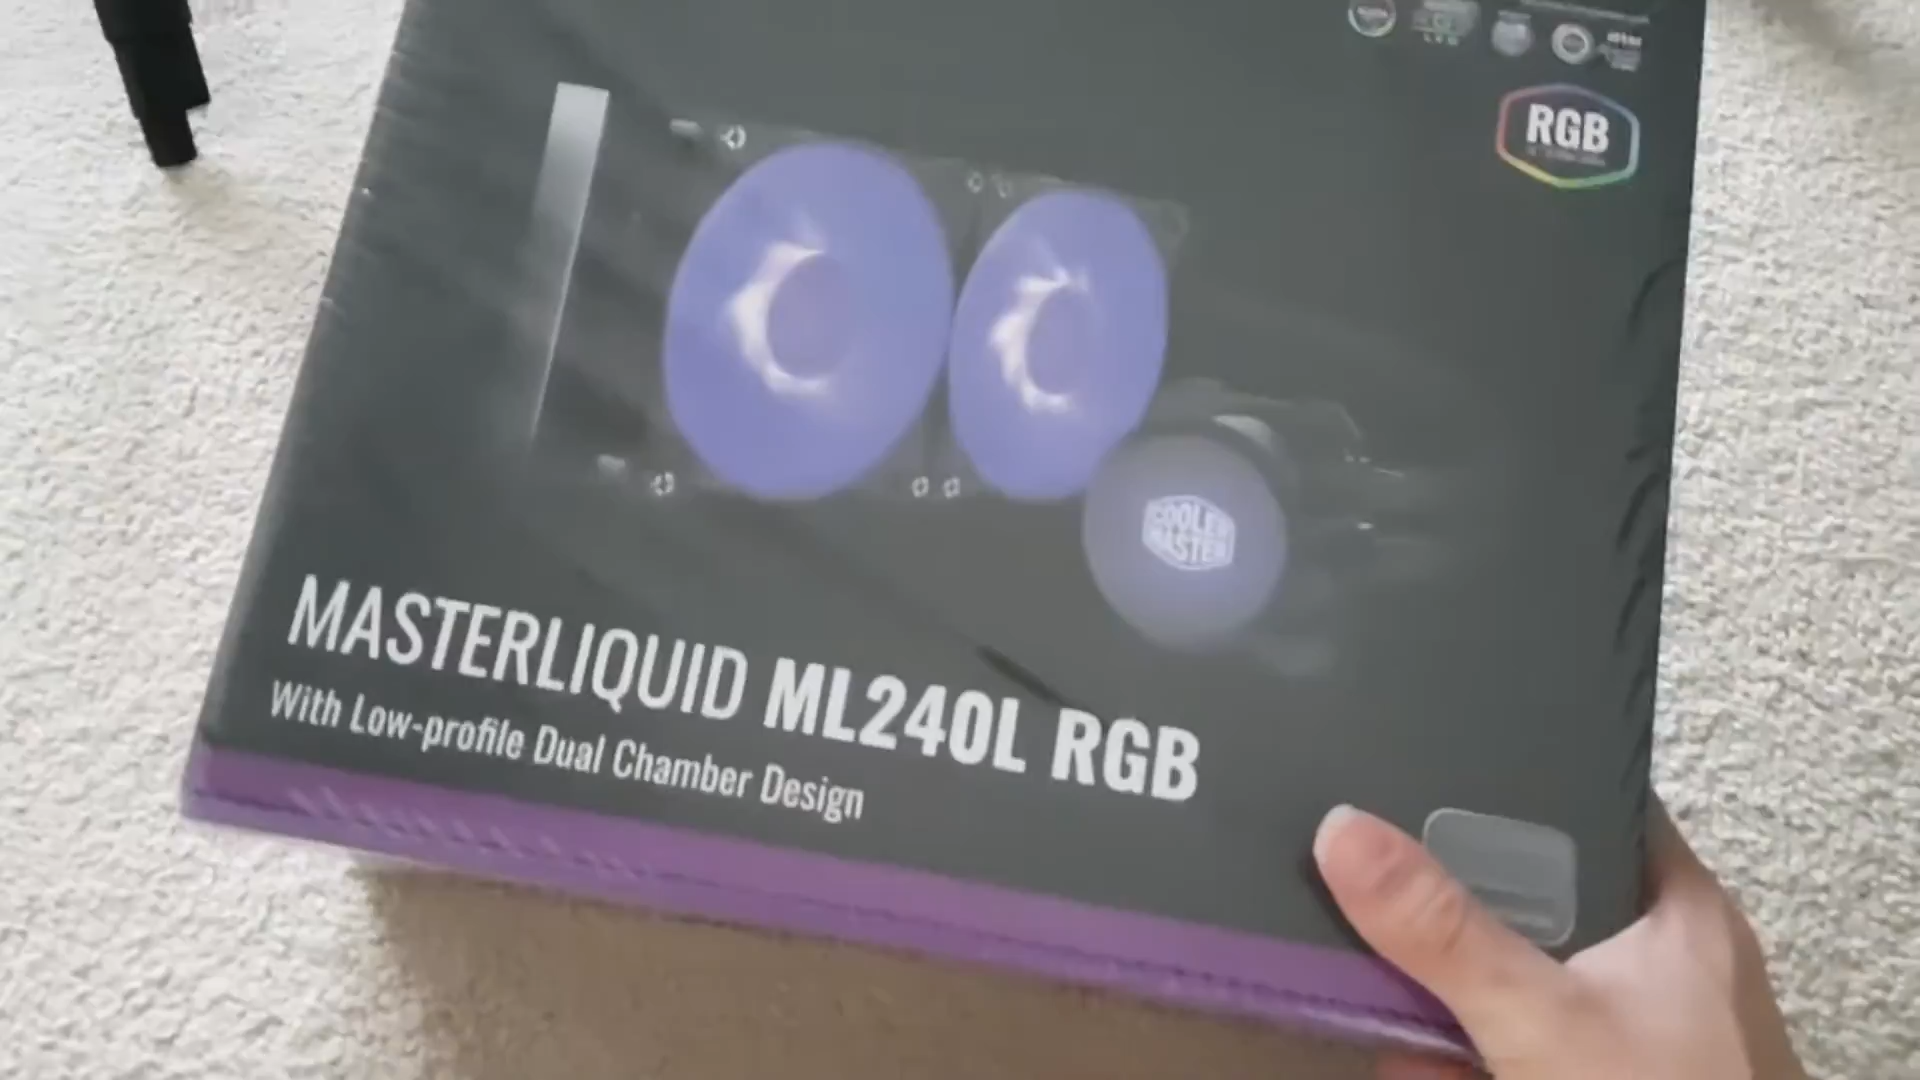 RGB
COOLER
MASTER
MASTERLIQUID ML240L RGB
With Low-profile Dual Chamber Design